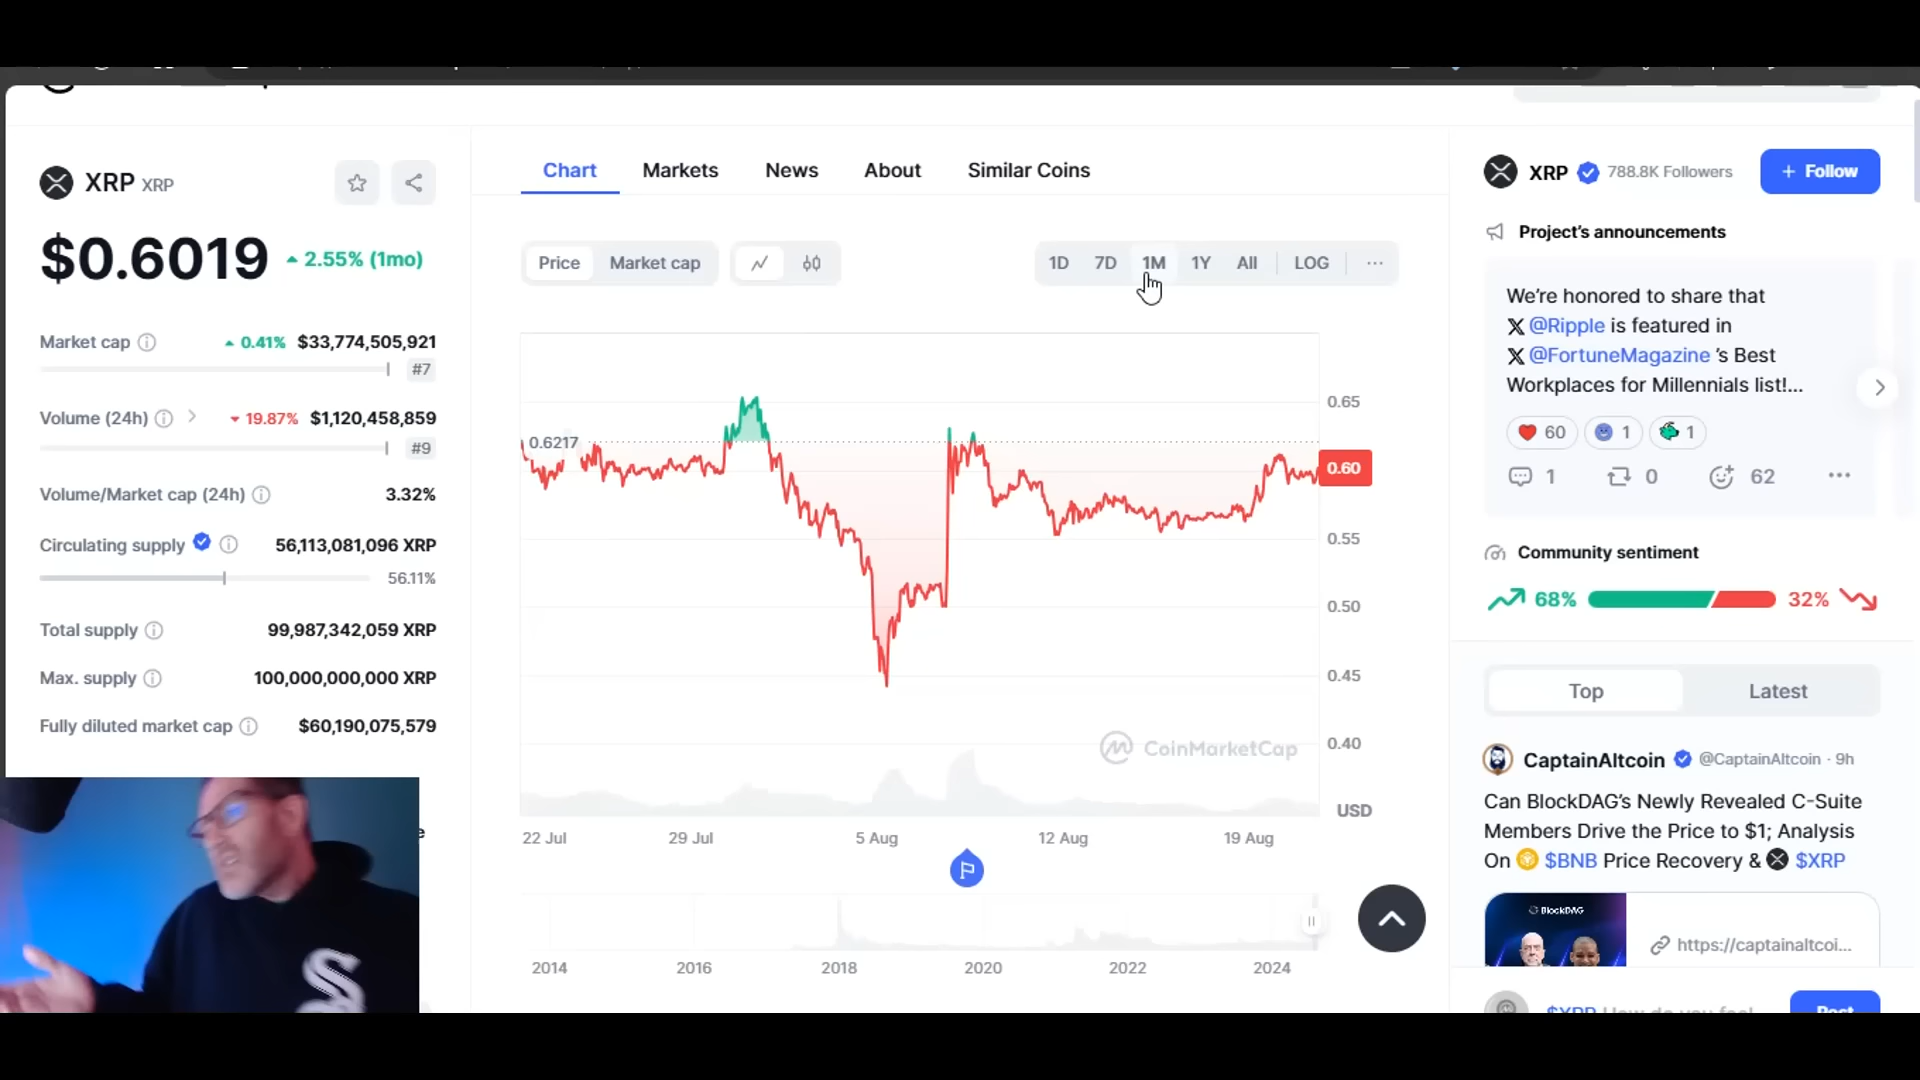 XRP XRP
$0.6019 2.55% (1mo)
Market cap 0.41% $33,774,505,921
#7
Volume (24h) 19.87% $1,120,458,859
#9
Volume/Market cap (24h) 3.32%
Circulating supply 56,113,081,096 XRP
56.11%
Total supply 99,987,342,059 XRP
Max. supply 100,000,000,000 XRP
Fully diluted market cap $60,190,075,579
Chart Markets News About Similar Coins
Price Market cap
1D 7D 1M 1Y All LOG ...
0.6217
0.65
0.60
0.55
0.50
0.45
0.40
CoinMarketCap
USD
22 Jul 29 Jul 5 Aug 12 Aug 19 Aug
2014 2016 2018 2020 2022 2024
XRP 788.8K Followers + Follow
Project's announcements
We're honored to share that
@Ripple is featured in
@FortuneMagazine 's Best
Workplaces for Millennials list!...
60 1 1
1 0 62 ...
Community sentiment
68% 32%
Top Latest
CaptainAltcoin @CaptainAltcoin · 9h
Can BlockDAG's Newly Revealed C-Suite
Members Drive the Price to $1; Analysis
On $BNB Price Recovery & $XRP
BlockDAG
https://captainaltcoi...